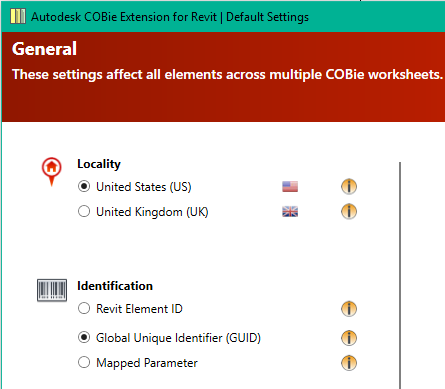 Autodesk COBie Extension for Revit | Default Settings
General
These settings affect all elements across multiple COBie worksheets.
Locality
United States (US)
United Kingdom (UK)
Identification
Revit Element ID
Global Unique Identifier (GUID)
Mapped Parameter